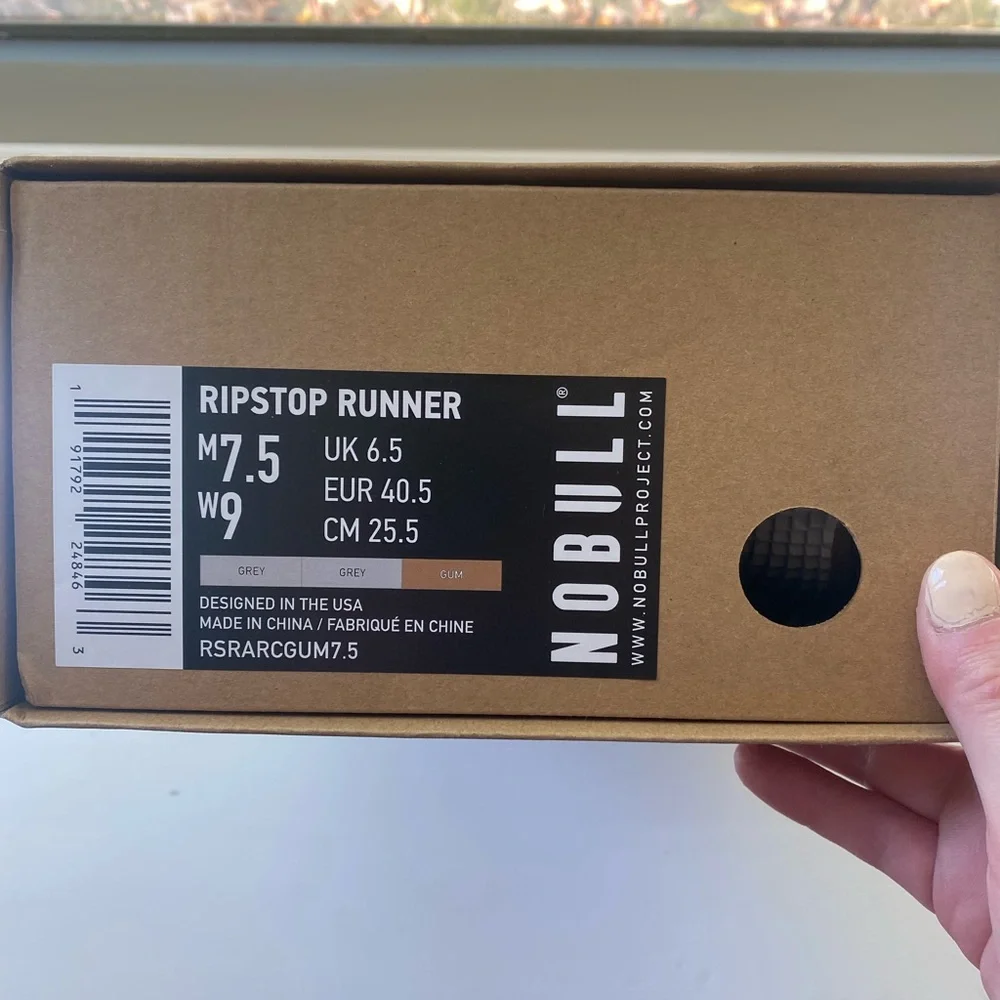 1 91792 24846 3
RIPSTOP RUNNER
M7.5
W9
UK 6.5
EUR 40.5
CM 25.5
GREY GREY GUM
DESIGNED IN THE USA
MADE IN CHINA / FABRIQUÉ EN CHINE
RSRARCGUM7.5
NOBULL®
WWW.NOBULLPROJECT.COM